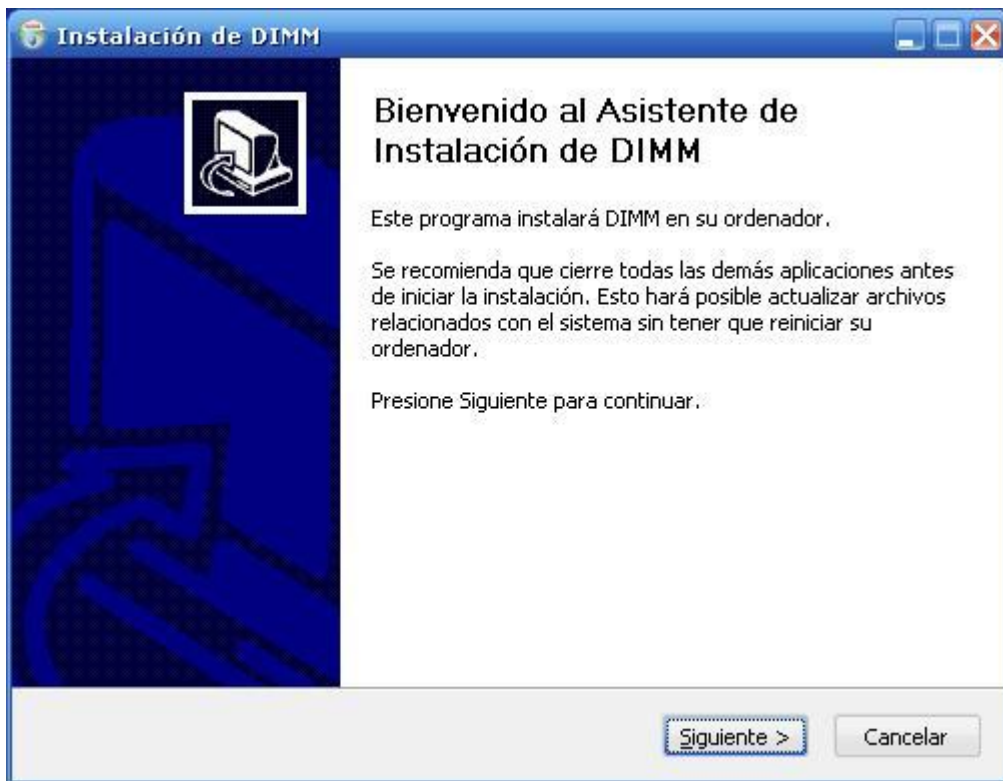 Instalación de DIMM
Bienvenido al Asistente de
Instalación de DIMM
Este programa instalará DIMM en su ordenador.
Se recomienda que cierre todas las demás aplicaciones antes
de iniciar la instalación. Esto hará posible actualizar archivos
relacionados con el sistema sin tener que reiniciar su
ordenador.
Presione Siguiente para continuar.
Siguiente >
Cancelar